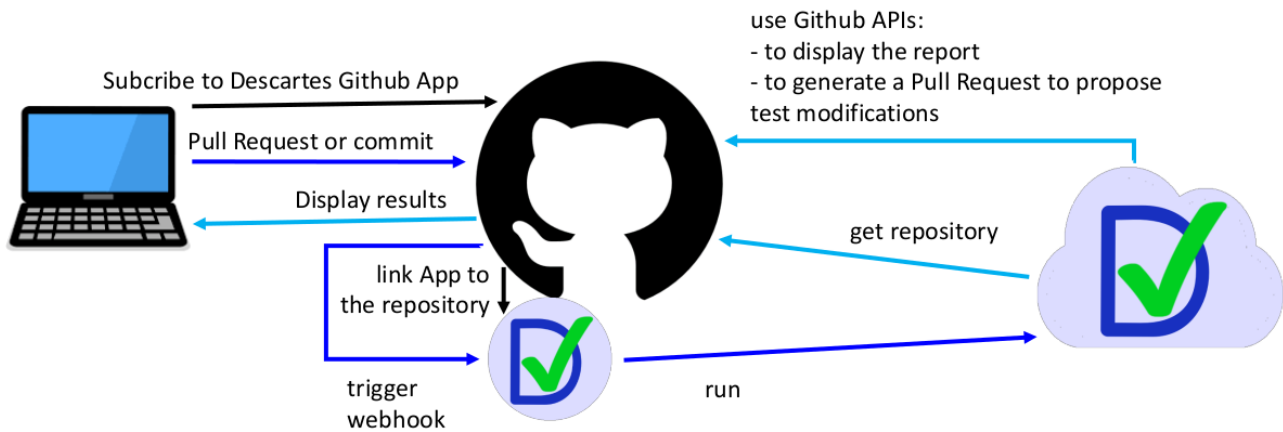 use Github APIs:
- to display the report
- to generate a Pull Request to propose
test modifications
Subcribe to Descartes Github App
Pull Request or commit
Display results
get repository
link App to
the repository
trigger
webhook
run